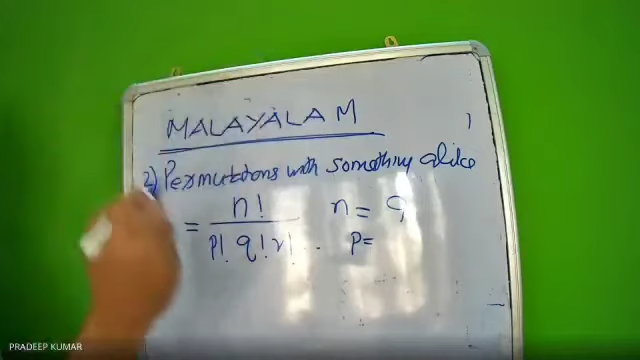 MALAYALAM
2) Permutations with something alike
= n! / p! q! r! . n = 9
p=
PRADEEP KUMAR